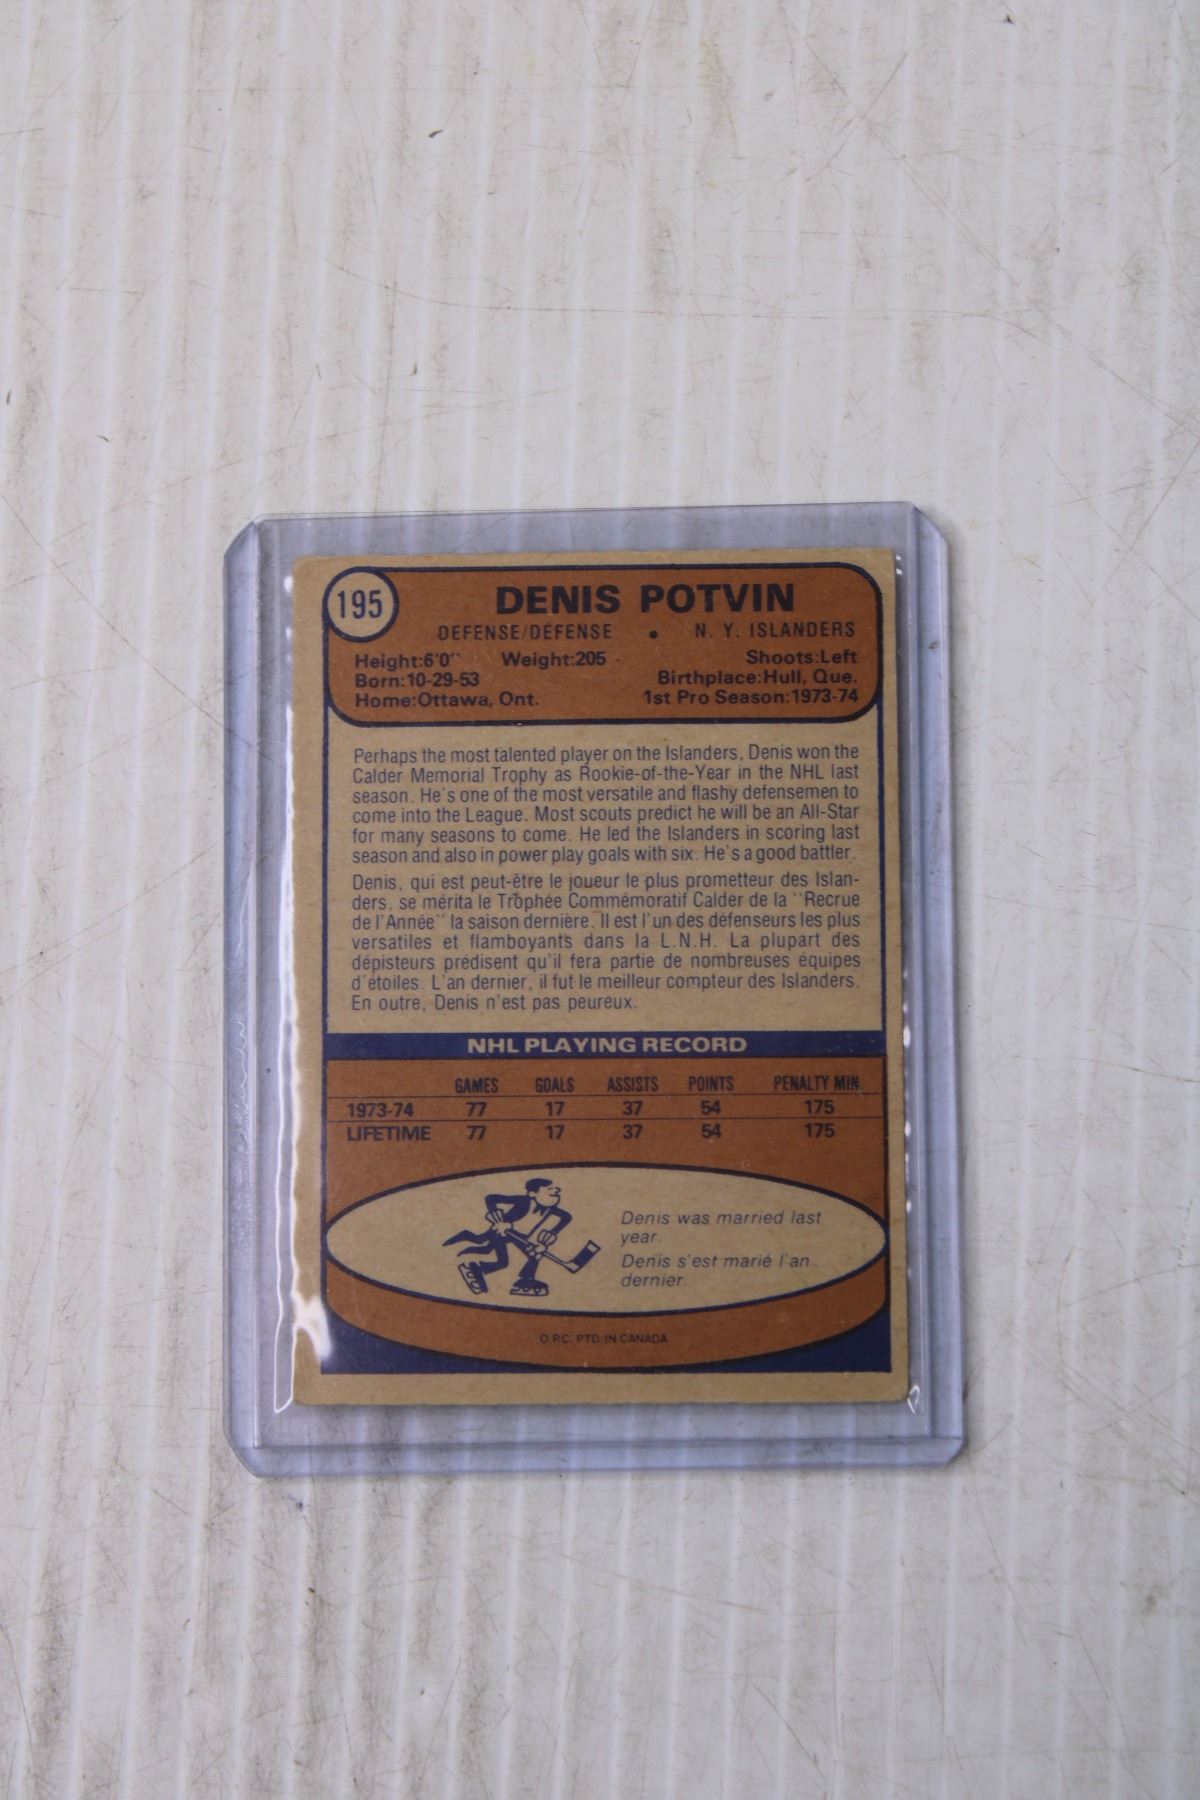 195
DENIS POTVIN
DEFENSE/DÉFENSE • N. Y. ISLANDERS
Height:6'0" Weight:205 Shoots:Left
Born:10-29-53 Birthplace:Hull, Que.
Home:Ottawa, Ont. 1st Pro Season:1973-74
Perhaps the most talented player on the Islanders, Denis won the
Calder Memorial Trophy as Rookie-of-the-Year in the NHL last
season. He's one of the most versatile and flashy defensemen to
come into the League. Most scouts predict he will be an All-Star
for many seasons to come. He led the Islanders in scoring last
season and also in power play goals with six. He's a good battler.
Denis, qui est peut-être le joueur le plus prometteur des Islan-
ders, se mérita le Trophée Commémoratif Calder de la "Recrue
de l'Année" la saison dernière. Il est l'un des défenseurs les plus
versatiles et flamboyants dans la L.N.H. La plupart des
dépisteurs prédisent qu'il fera partie de nombreuses équipes
d'étoiles. L'an dernier, il fut le meilleur compteur des Islanders.
En outre, Denis n'est pas peureux.
NHL PLAYING RECORD
GAMES GOALS ASSISTS POINTS PENALTY MIN.
1973-74 77 17 37 54 175
LIFETIME 77 17 37 54 175
Denis was married last
year.
Denis s'est marié l'an
dernier.
O.P.C. PTD. IN CANADA